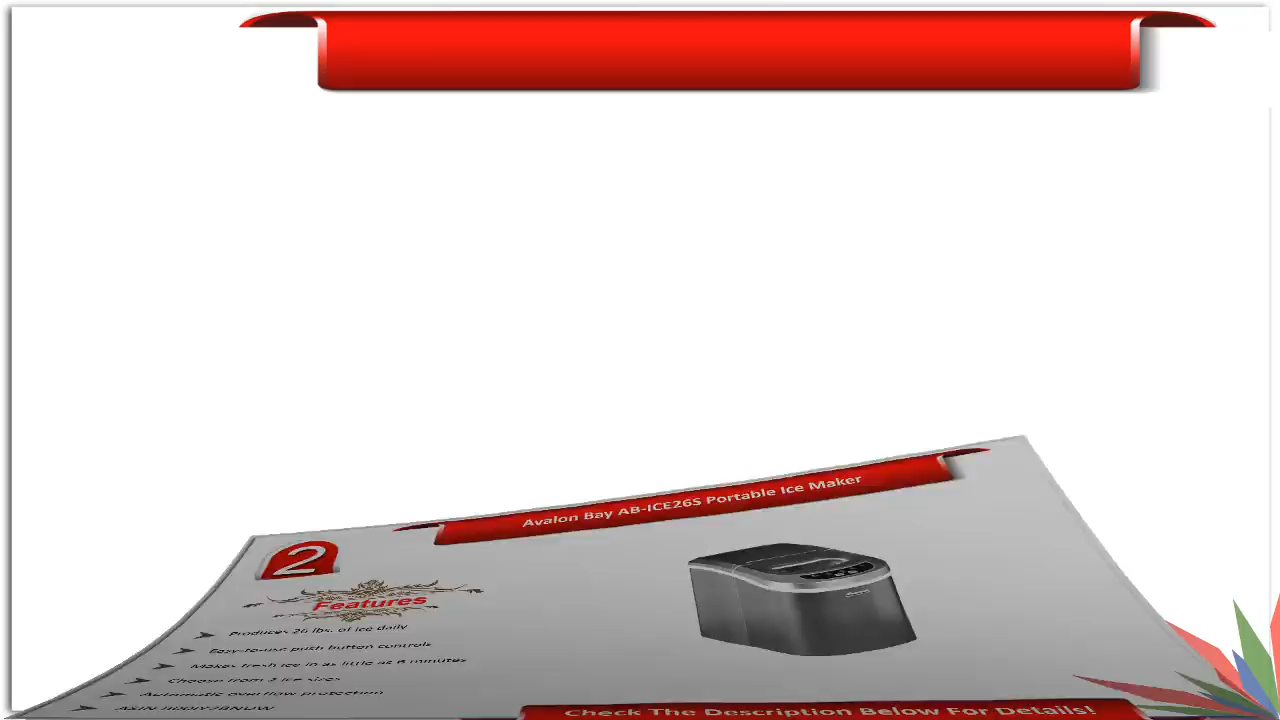 Avalon Bay AB-ICE26S Portable Ice Maker
2
Features
Produces 26 lbs. of ice daily
Easy-to-use push button controls
Makes fresh ice in as little as 6 minutes
Choose from 3 ice sizes
Automatic overflow protection
ASIN
Check The Description Below For Details!